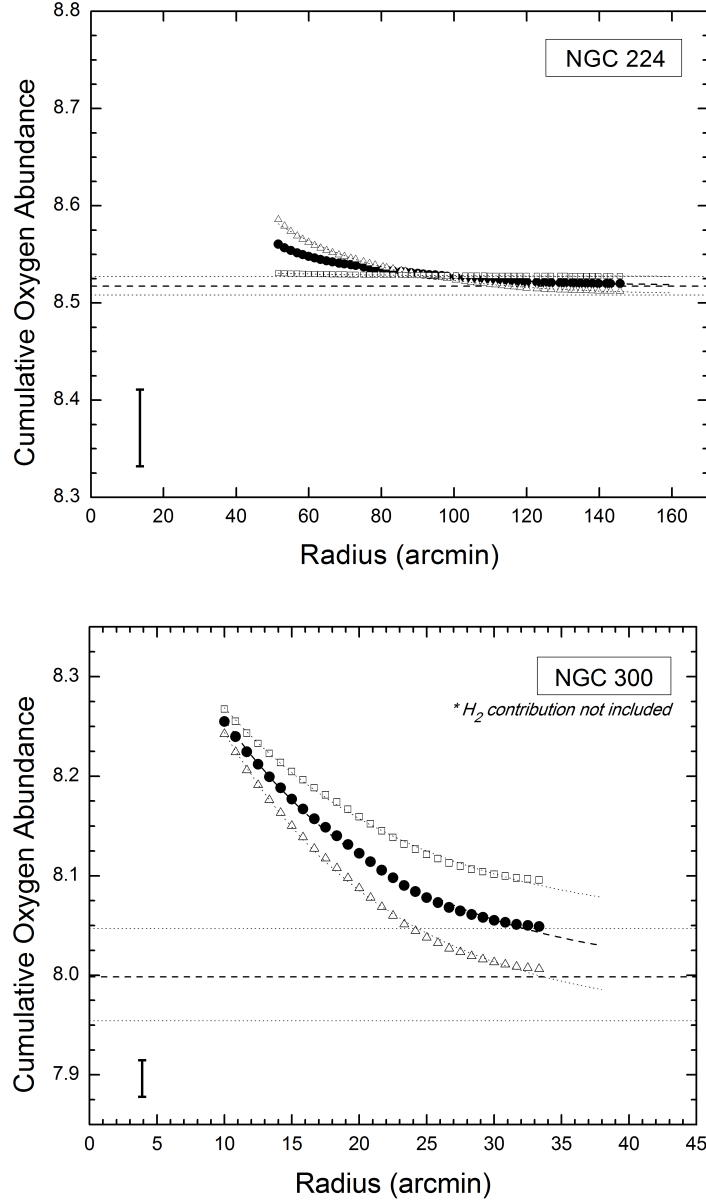 8.8
8.7
8.6
8.5
8.4
8.3
Cumulative Oxygen Abundance
NGC 224
0 20 40 60 80 100 120 140 160
Radius (arcmin)
8.3
8.2
8.1
8.0
7.9
Cumulative Oxygen Abundance
NGC 300
* H2 contribution not included
0 5 10 15 20 25 30 35 40 45
Radius (arcmin)